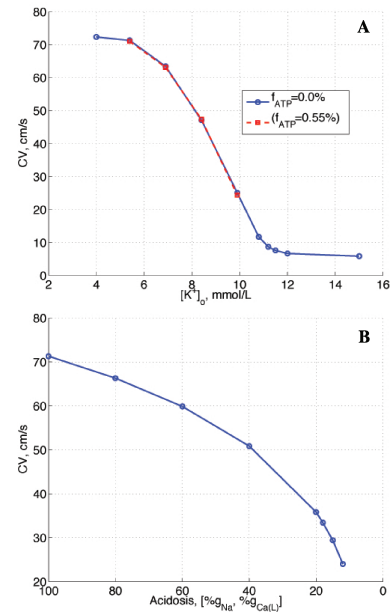 80
70
60
50
40
30
20
10
0
CV, cm/s
A
f_ATP=0.0%
(f_ATP=0.55%)
2 4 6 8 10 12 14 16
[K⁺]ₒ, mmol/L
80
70
60
50
40
30
20
CV, cm/s
B
100 80 60 40 20 0
Acidosis, [%g_Na, %g_Ca(L)]